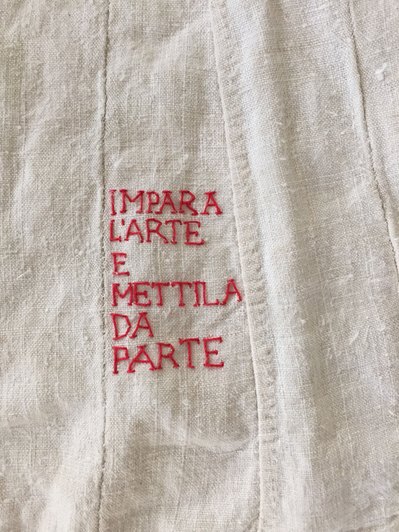 IMPARA
L'ARTE
E
METTILA
DA
PARTE